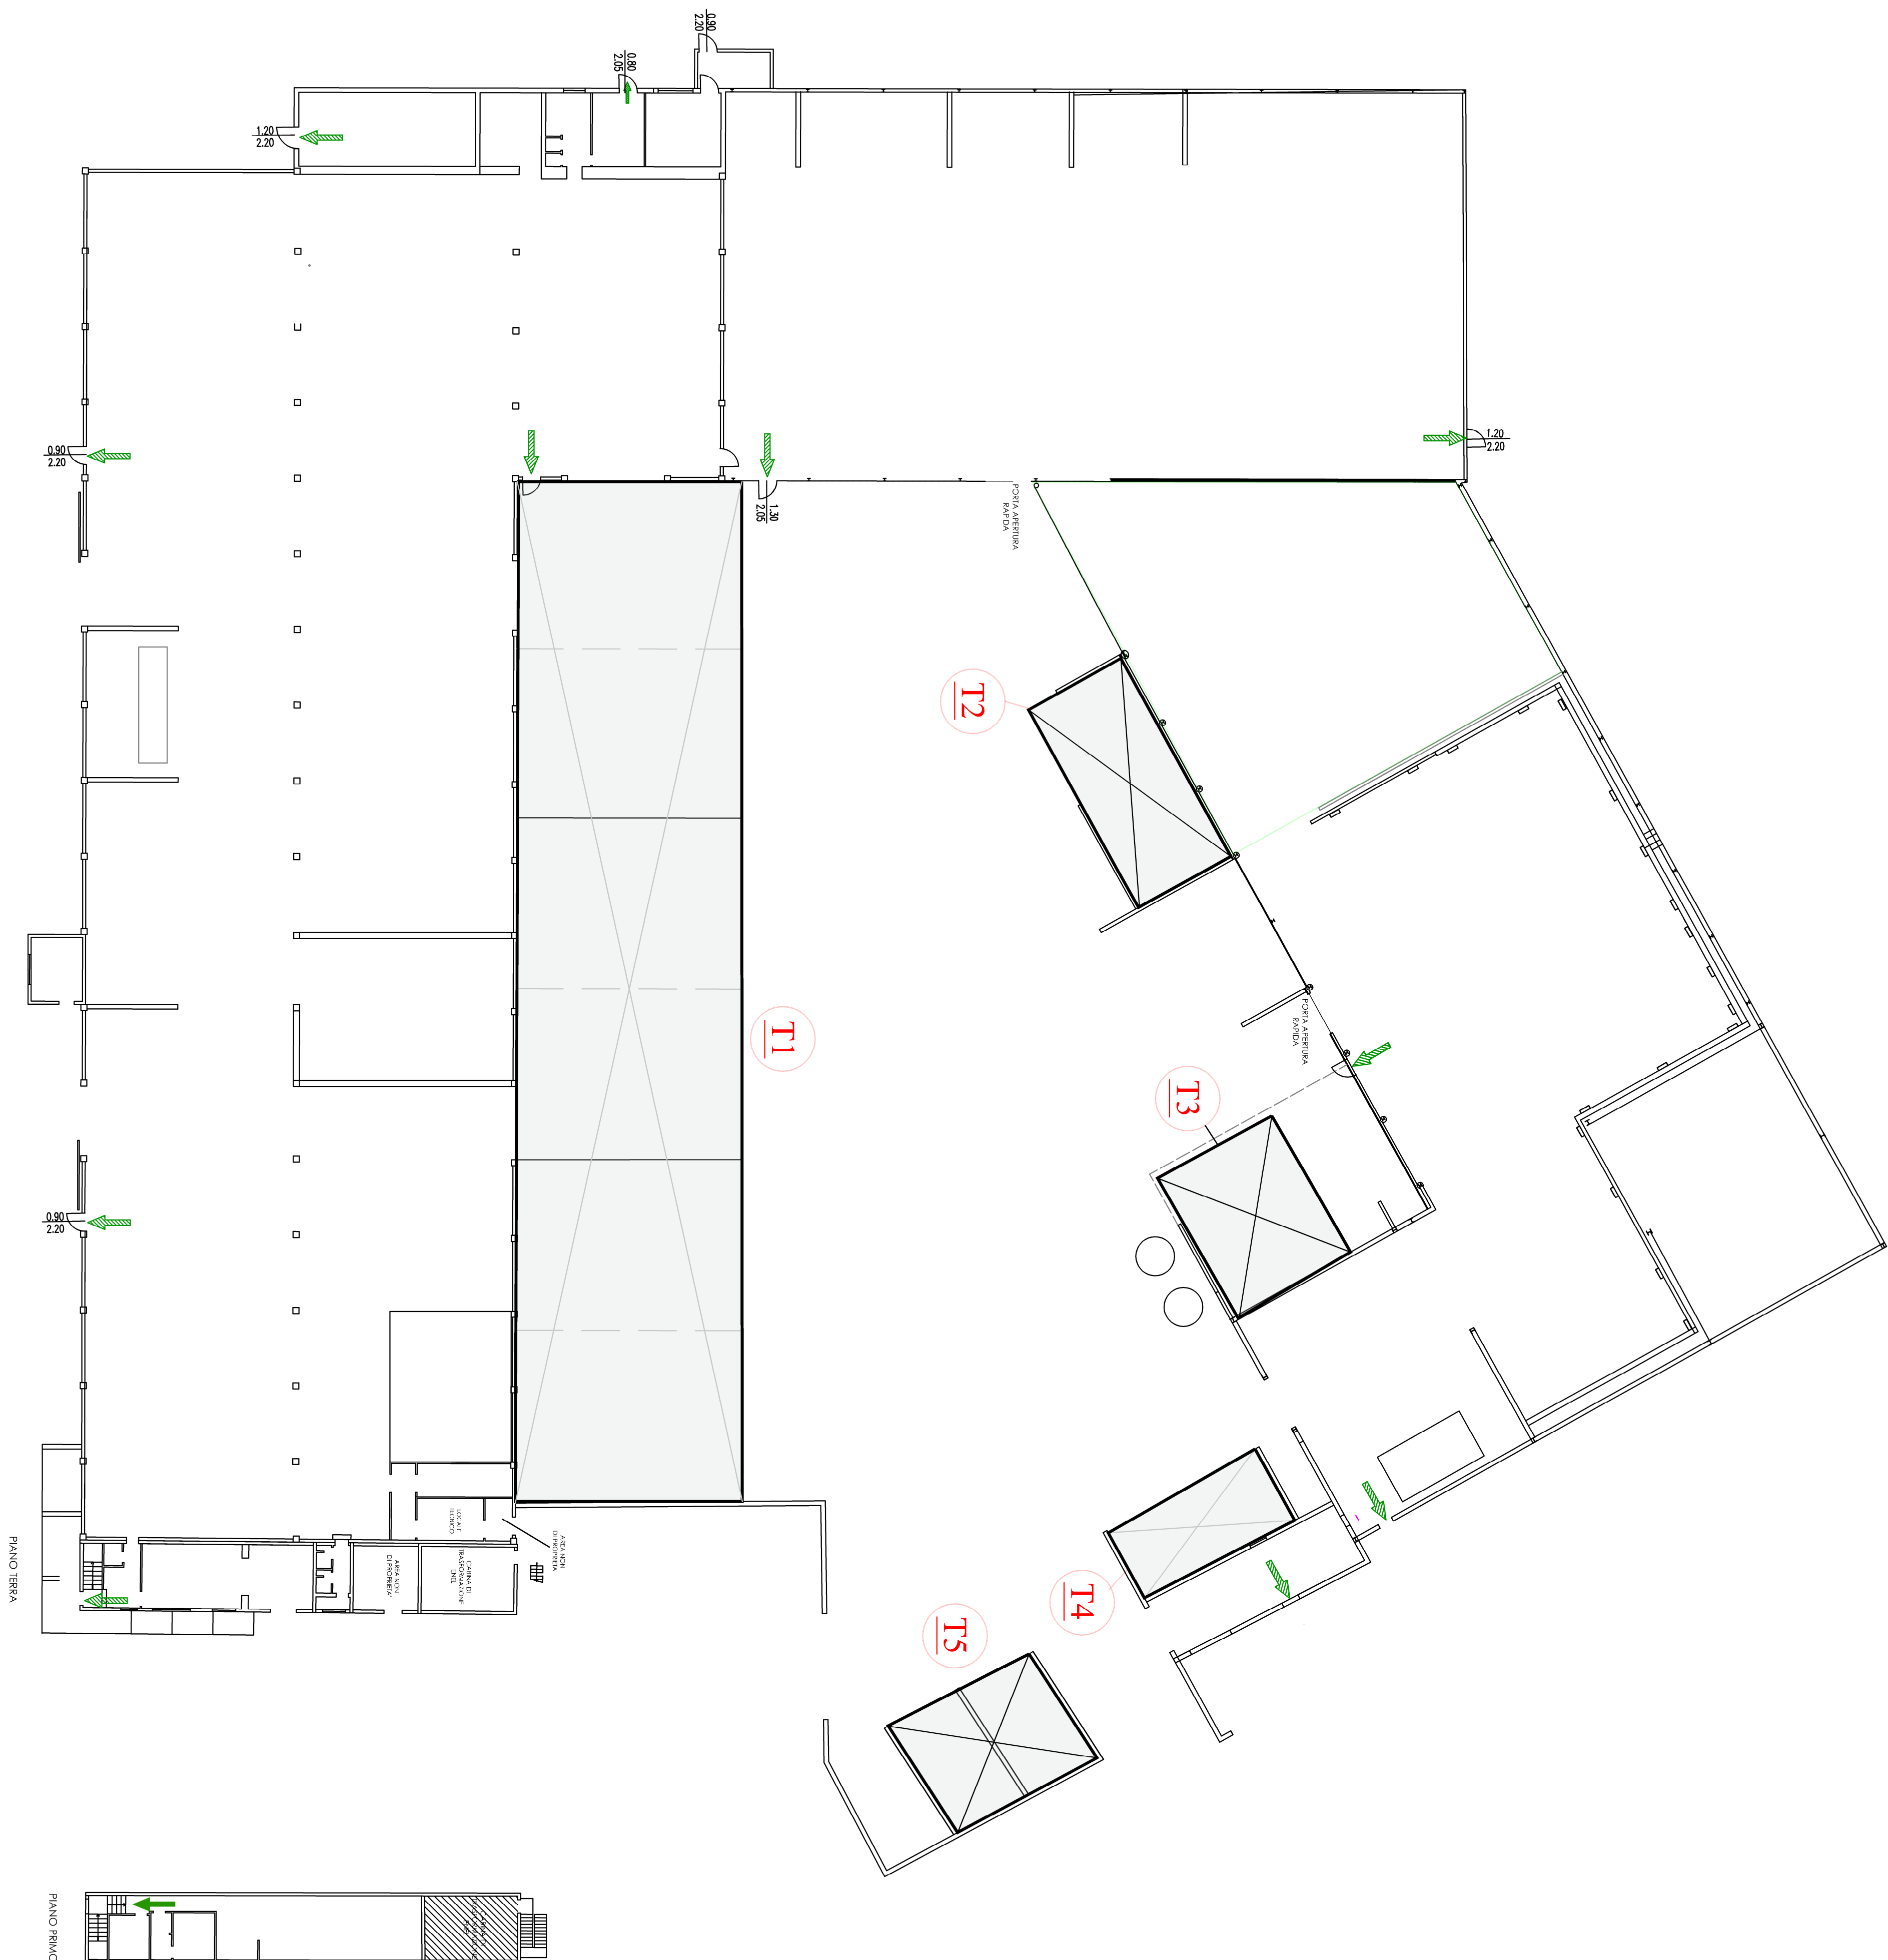 0.90
2.20
0.80
2.05
1.20
2.20
0.90
2.20
1.20
2.20
1.30
2.05
PORTA APERTURA
RAPIDA
T2
T1
PORTA APERTURA
RAPIDA
T3
0.90
2.20
LOCALE
TECNICO
AREA NON
DI PROPRIETA'
CABINA DI
TRASFORMAZIONE
ENEL
AREA NON
DI PROPRIETA'
T4
T5
PIANO TERRA
PIANO PRIMO